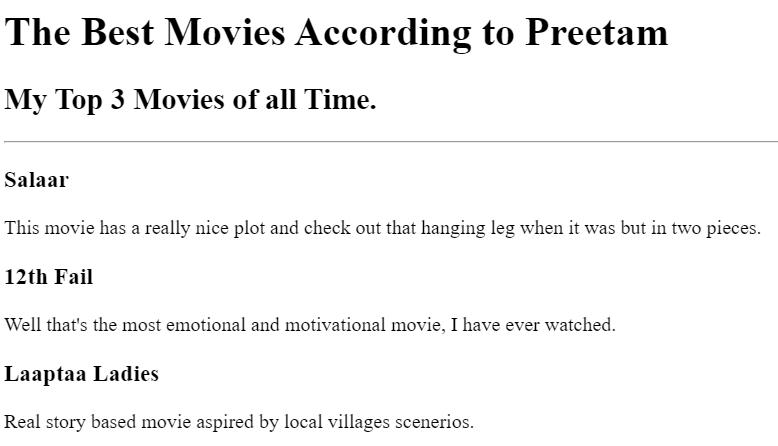 The Best Movies According to Preetam
My Top 3 Movies of all Time.
Salaar
This movie has a really nice plot and check out that hanging leg when it was but in two pieces.
12th Fail
Well that's the most emotional and motivational movie, I have ever watched.
Laaptaa Ladies
Real story based movie aspired by local villages scenerios.